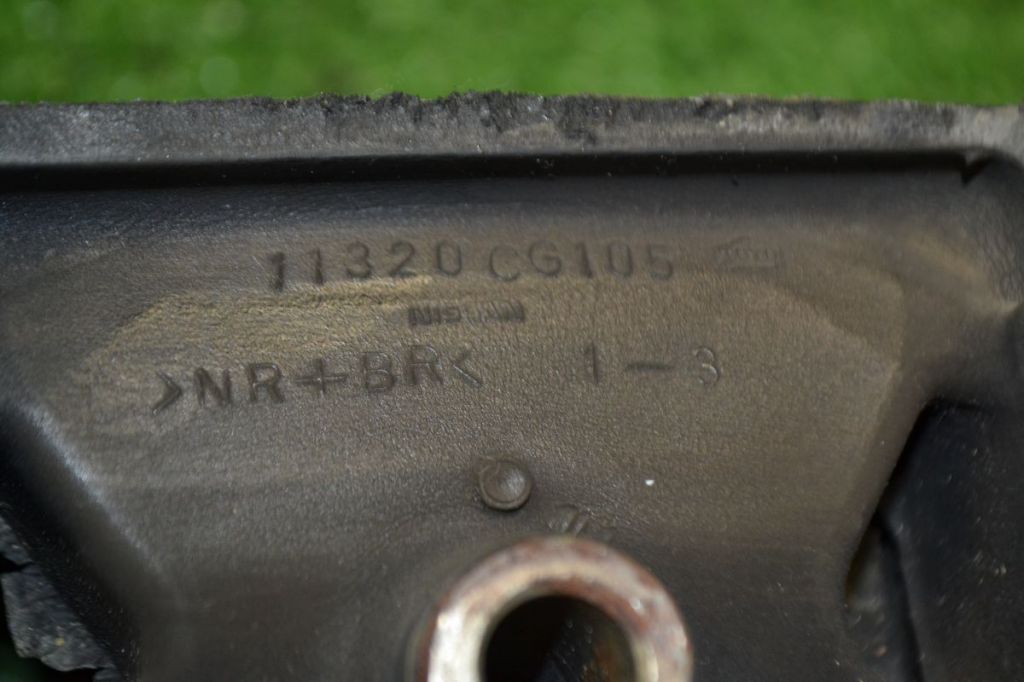 11320 CG105
NISSAN
>NR+BR< 1-3